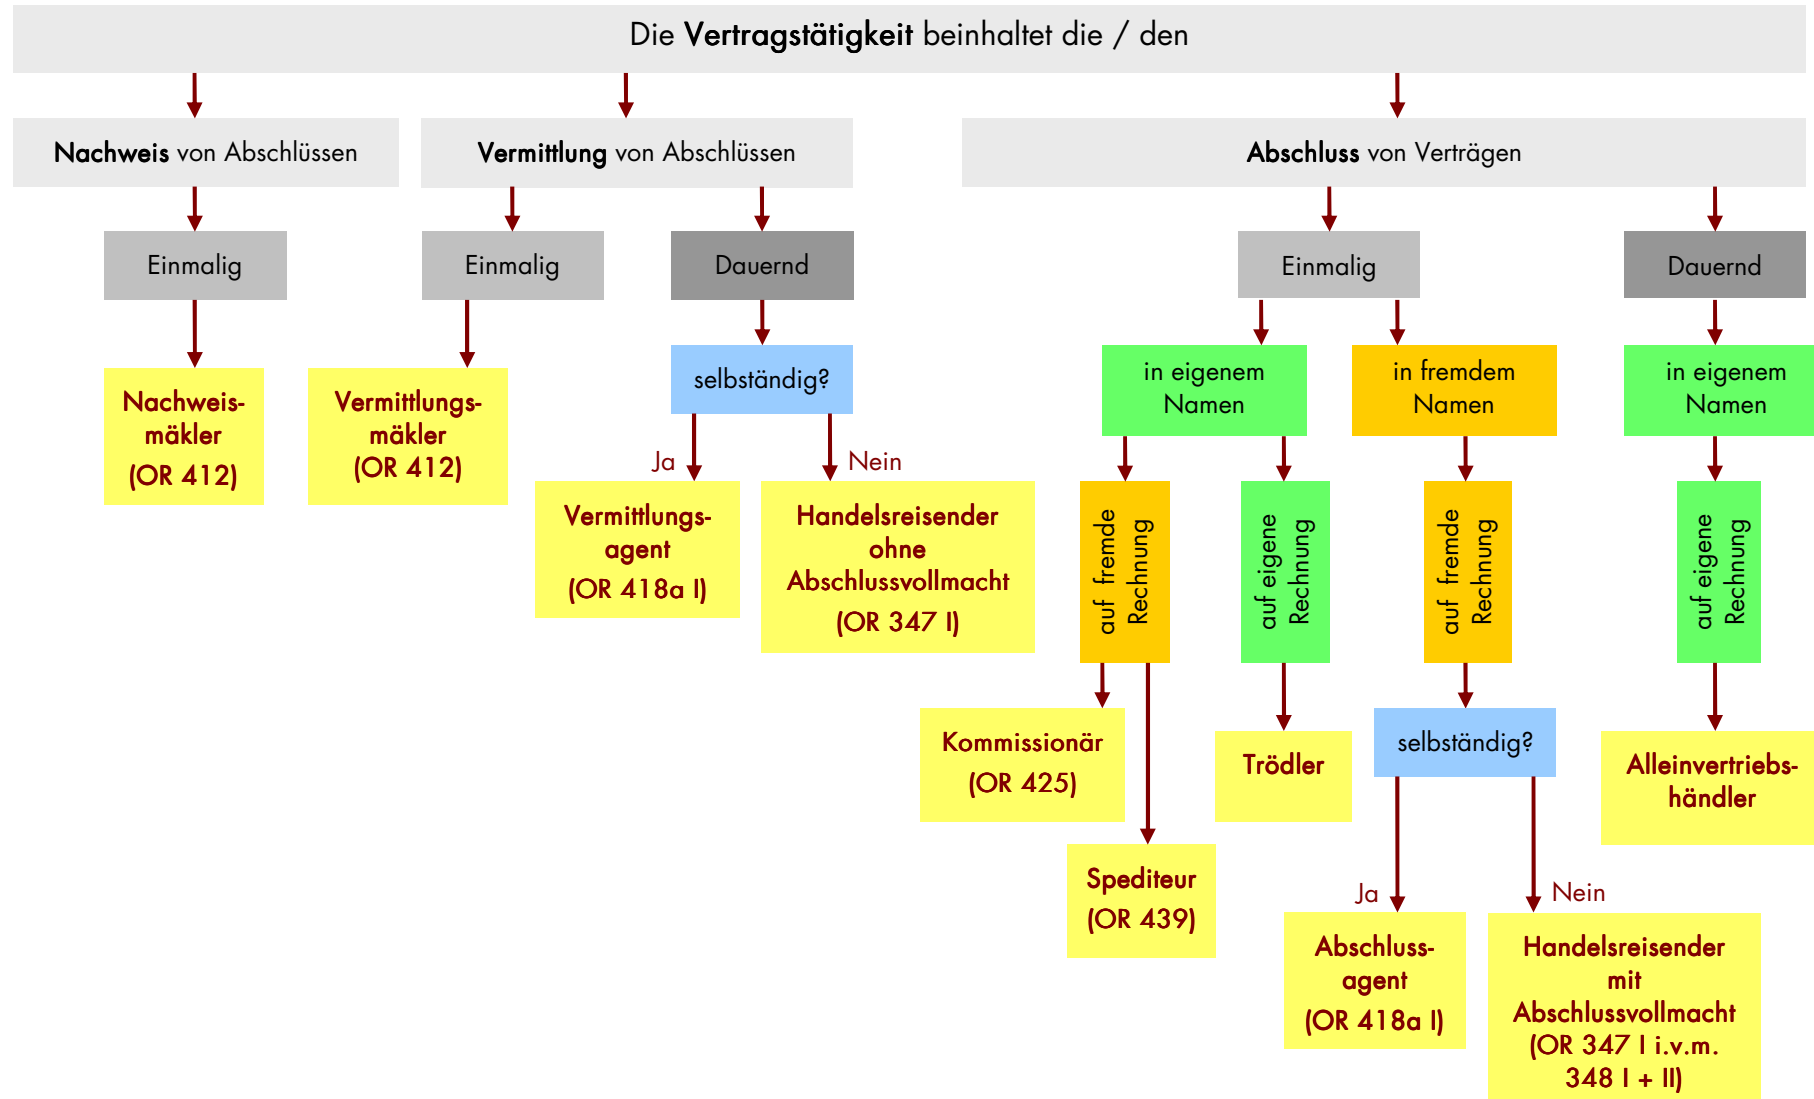 Die Vertragstätigkeit beinhaltet die / den
Nachweis von Abschlüssen
Vermittlung von Abschlüssen
Abschluss von Verträgen
Einmalig
Einmalig
Dauernd
Einmalig
Dauernd
selbständig?
in eigenem
Namen
in fremdem
Namen
in eigenem
Namen
Nachweis-
mäkler
(OR 412)
Vermittlungs-
mäkler
(OR 412)
Ja
Nein
Vermittlungs-
agent
(OR 418a I)
Handelsreisender
ohne
Abschlussvollmacht
(OR 347 I)
auf fremde
Rechnung
auf eigene
Rechnung
auf fremde
Rechnung
auf eigene
Rechnung
Kommissionär
(OR 425)
Trödler
selbständig?
Alleinvertriebs-
händler
Spediteur
(OR 439)
Ja
Nein
Abschluss-
agent
(OR 418a I)
Handelsreisender
mit
Abschlussvollmacht
(OR 347 I i.v.m.
348 I + II)